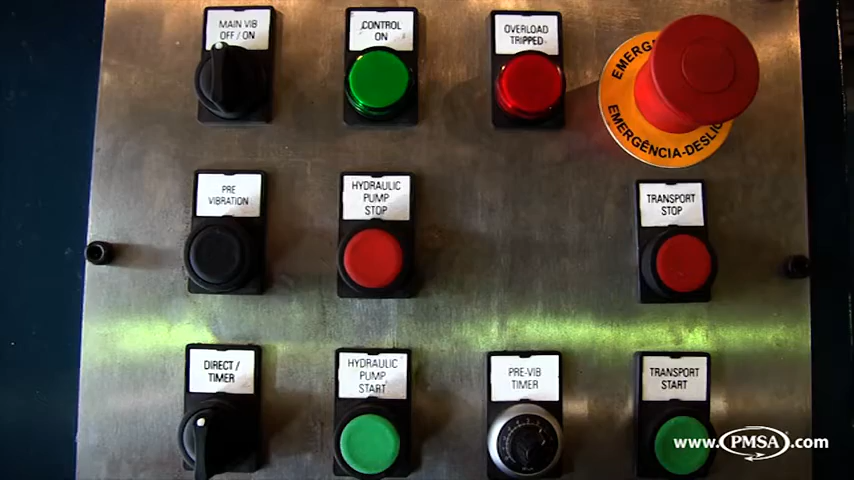 MAIN VIB
OFF / ON
CONTROL
ON
OVERLOAD
TRIPPED
EMERGÊNCIA-DESLIG
PRE
VIBRATION
HYDRAULIC
PUMP
STOP
TRANSPORT
STOP
DIRECT /
TIMER
HYDRAULIC
PUMP
START
PRE-VIB
TIMER
TRANSPORT
START
www.PMSA.com